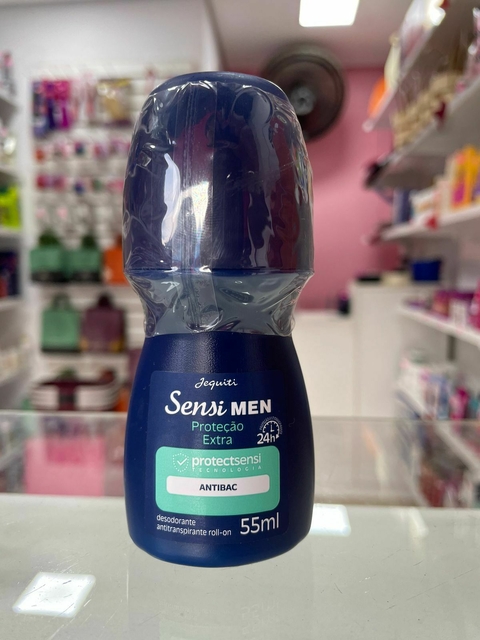 Jequiti
Sensi MEN
Proteção
Extra
24h
protectsensi
TECNOLOGIA
ANTIBAC
desodorante
antitranspirante roll-on
55ml